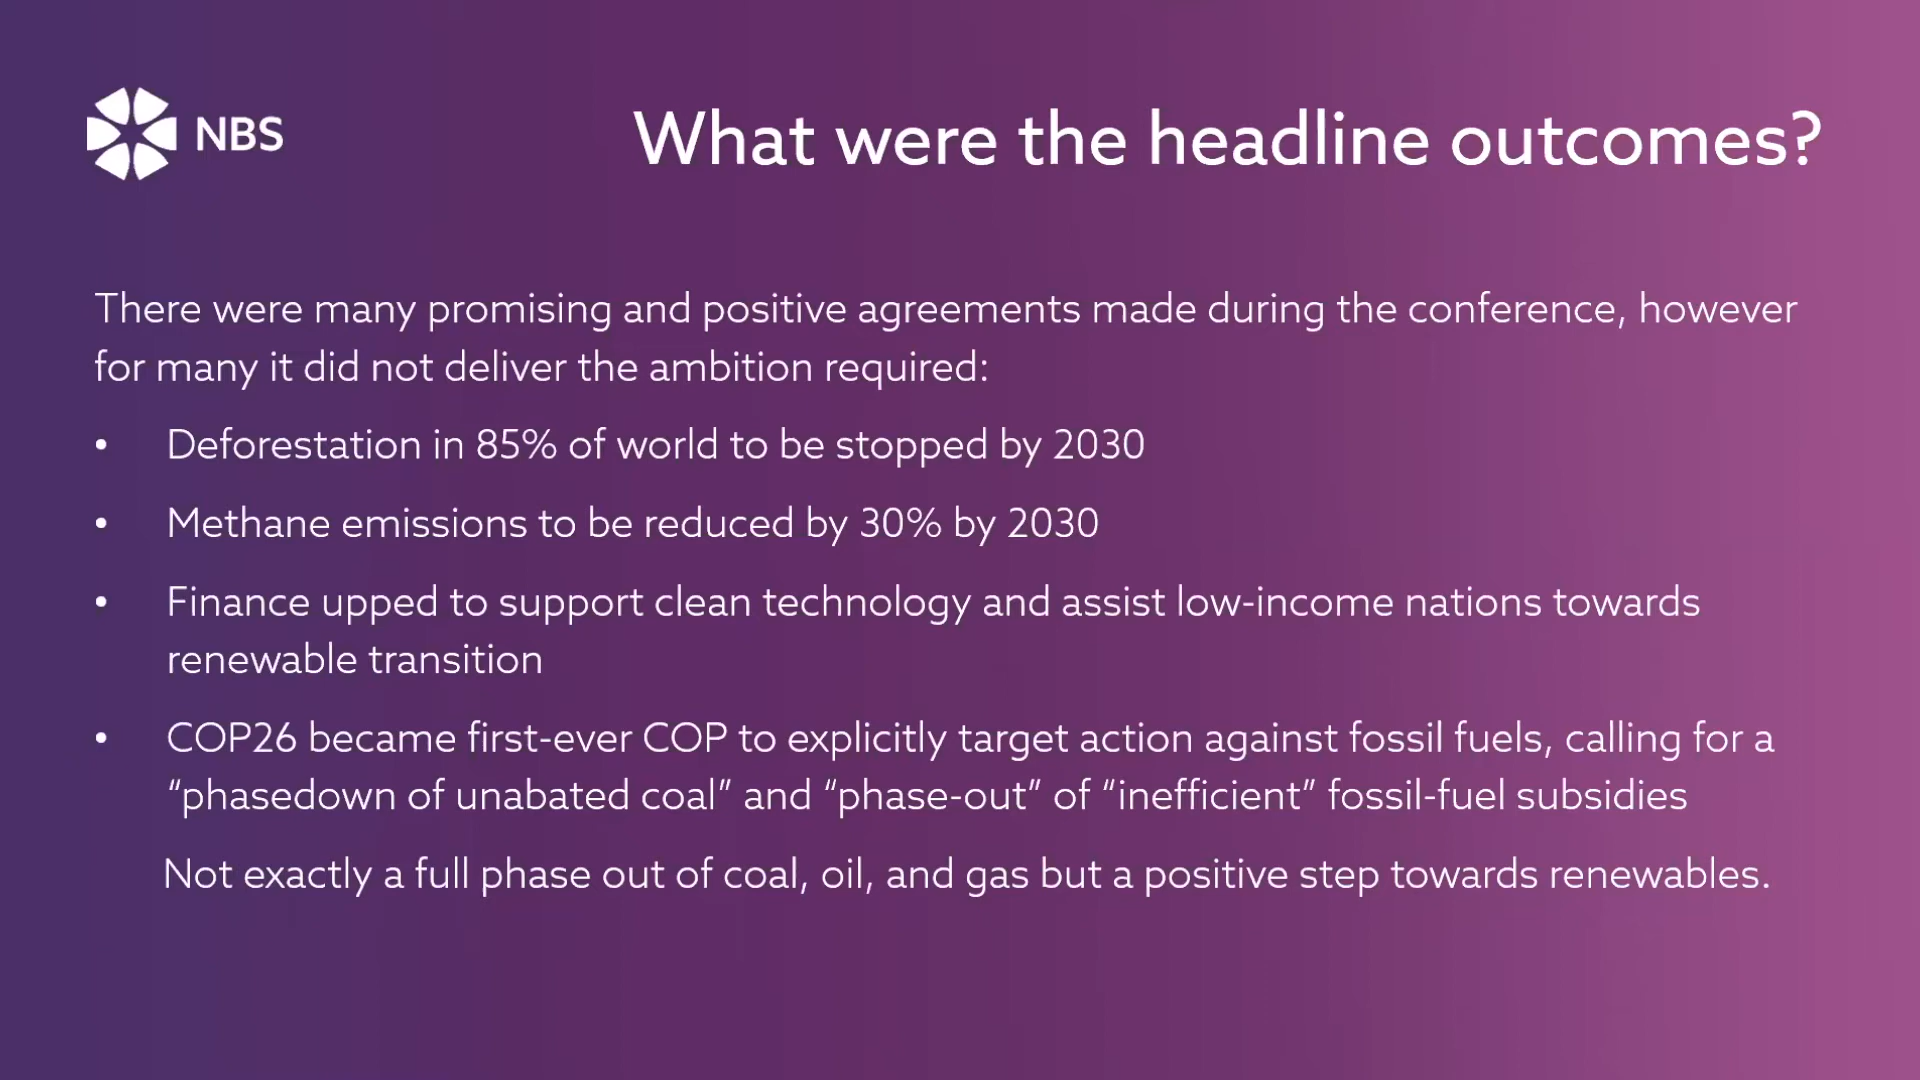 NBS
What were the headline outcomes?
There were many promising and positive agreements made during the conference, however
for many it did not deliver the ambition required:
• Deforestation in 85% of world to be stopped by 2030
• Methane emissions to be reduced by 30% by 2030
• Finance upped to support clean technology and assist low-income nations towards
renewable transition
• COP26 became first-ever COP to explicitly target action against fossil fuels, calling for a
“phasedown of unabated coal” and “phase-out” of “inefficient” fossil-fuel subsidies
Not exactly a full phase out of coal, oil, and gas but a positive step towards renewables.